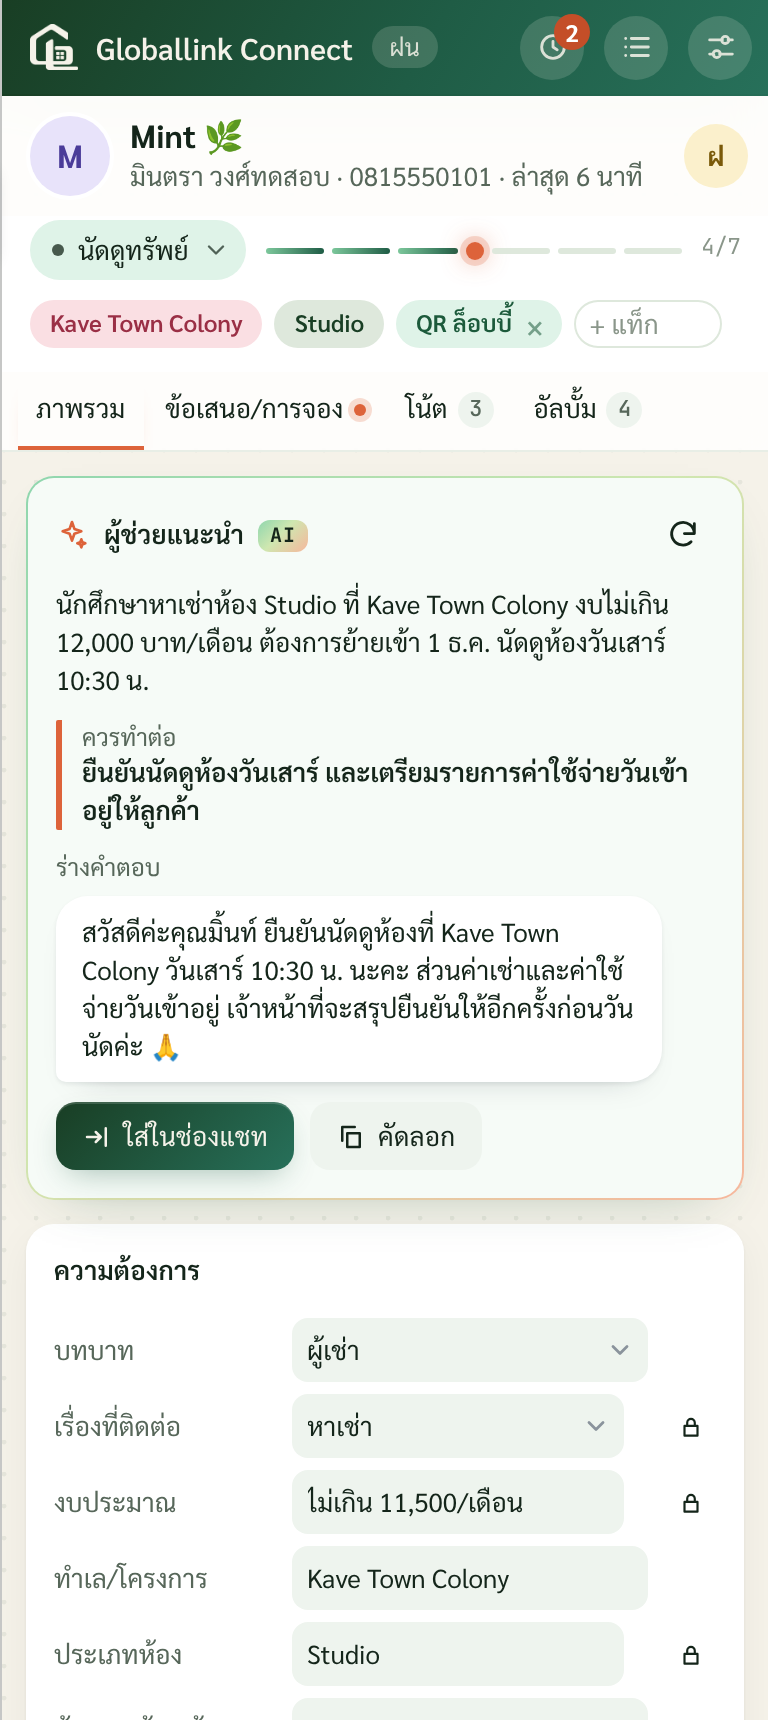 Globallink Connect
ฝน
2
M
Mint 🌿
มินตรา วงศ์ทดสอบ · 0815550101 · ล่าสุด 6 นาที
ฝ
นัดดูทรัพย์
4/7
Kave Town Colony
Studio
QR ล็อบบี้ ×
+ แท็ก
ภาพรวม
ข้อเสนอ/การจอง
โน้ต 3
อัลบั้ม 4
ผู้ช่วยแนะนำ AI
นักศึกษาหาเช่าห้อง Studio ที่ Kave Town Colony งบไม่เกิน
12,000 บาท/เดือน ต้องการย้ายเข้า 1 ธ.ค. นัดดูห้องวันเสาร์
10:30 น.
ควรทำต่อ
ยืนยันนัดดูห้องวันเสาร์ และเตรียมรายการค่าใช้จ่ายวันเข้า
อยู่ให้ลูกค้า
ร่างคำตอบ
สวัสดีค่ะคุณมิ้นท์ ยืนยันนัดดูห้องที่ Kave Town
Colony วันเสาร์ 10:30 น. นะคะ ส่วนค่าเช่าและค่าใช้
จ่ายวันเข้าอยู่ เจ้าหน้าที่จะสรุปยืนยันให้อีกครั้งก่อนวัน
นัดค่ะ 🙏
ใส่ในช่องแชท
คัดลอก
ความต้องการ
บทบาท
ผู้เช่า
เรื่องที่ติดต่อ
หาเช่า
งบประมาณ
ไม่เกิน 11,500/เดือน
ทำเล/โครงการ
Kave Town Colony
ประเภทห้อง
Studio